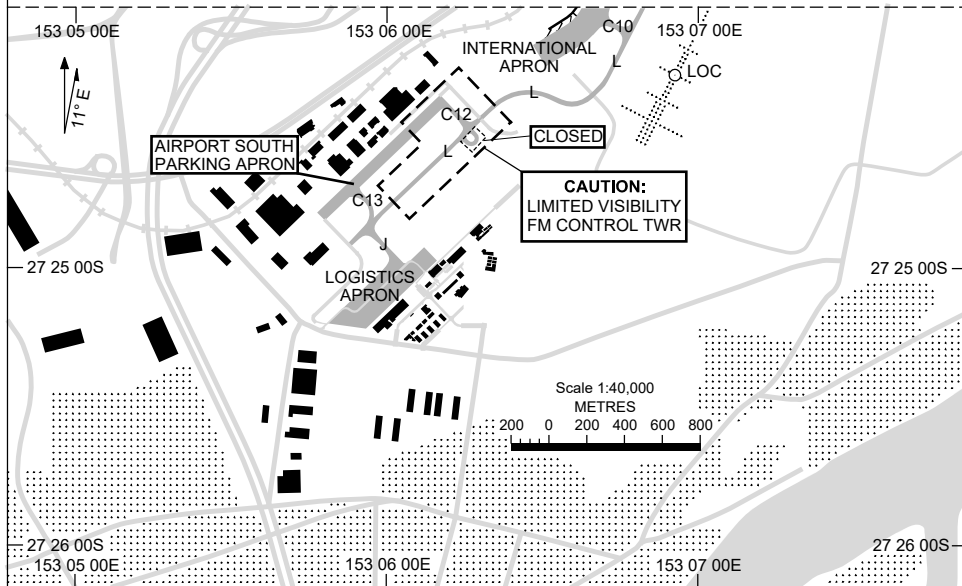 153 05 00E
153 06 00E
153 07 00E
C10
INTERNATIONAL
APRON
L
LOC
11° E
L
C12
CLOSED
AIRPORT SOUTH
PARKING APRON
L
CAUTION:
LIMITED VISIBILITY
FM CONTROL TWR
C13
J
27 25 00S
LOGISTICS
APRON
27 25 00S
Scale 1:40,000
METRES
200 0 200 400 600 800
27 26 00S
27 26 00S
153 05 00E
153 06 00E
153 07 00E